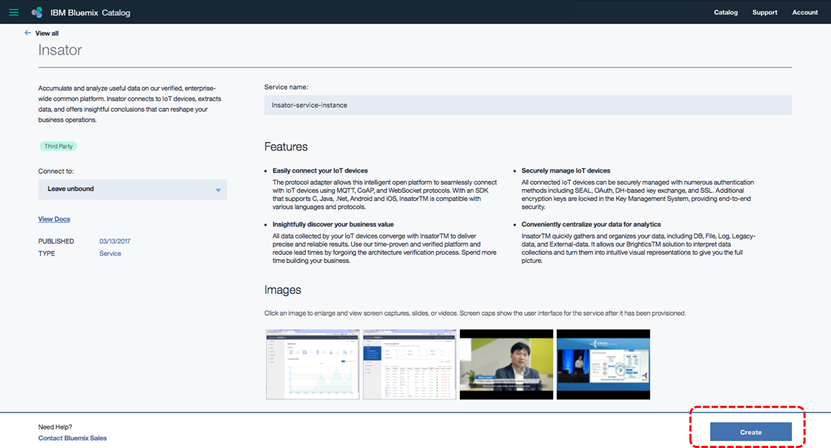 IBM Bluemix Catalog
Catalog
Support
Account
View all
Insator
Accumulate and analyze useful data on our verified, enterprise-
wide common platform. Insator connects to IoT devices, extracts
data, and offers insightful conclusions that can reshape your
business operations.
Third Party
Connect to:
Leave unbound
View Docs
PUBLISHED 03/13/2017
TYPE Service
Service name:
Insator-service-instance
Features
Easily connect your IoT devices
The protocol adapter allows this intelligent open platform to seamlessly connect
with IoT devices using MQTT, CoAP, and WebSocket protocols. With an SDK
that supports C, Java, .Net, Android and iOS, InsatorTM is compatible with
various languages and protocols.
Securely manage IoT devices
All connected IoT devices can be securely managed with numerous authentication
methods including SEAL, OAuth, DH-based key exchange, and SSL. Additional
encryption keys are locked in the Key Management System, providing end-to-end
security.
Insightfully discover your business value
All data collected by your IoT devices converge with InsatorTM to deliver
precise and reliable results. Use our time-proven and verified platform and
reduce lead times by forgoing the architecture verification process. Spend more
time building your business.
Conveniently centralize your data for analytics
InsatorTM quickly gathers and organizes your data, including DB, File, Log, Legacy-
data, and External-data. It allows our BrighticsTM solution to interpret data
collections and turn them into intuitive visual representations to give you the full
picture.
Images
Click an image to enlarge and view screen captures, slides, or videos. Screen caps show the user interface for the service after it has been provisioned.
Need Help?
Contact Bluemix Sales
Create